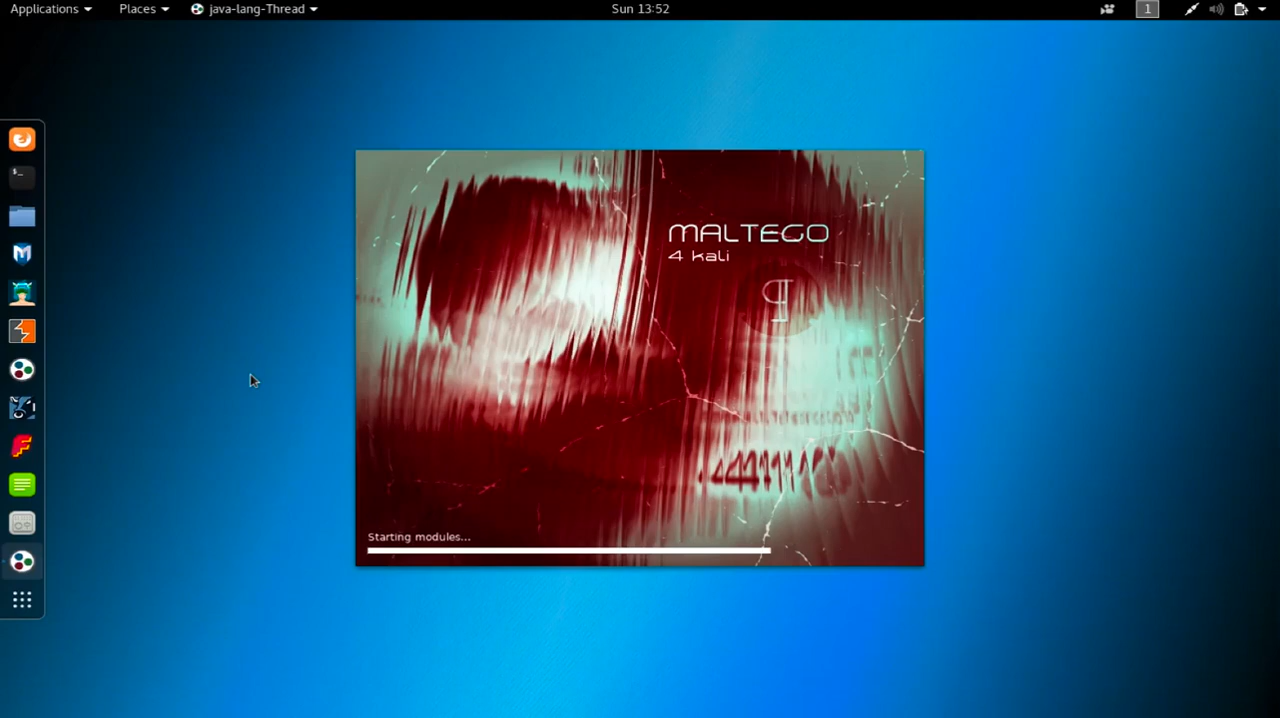 Applications Places java-lang-Thread Sun 13:52 1
MALTEGO
4 kali
Starting modules...